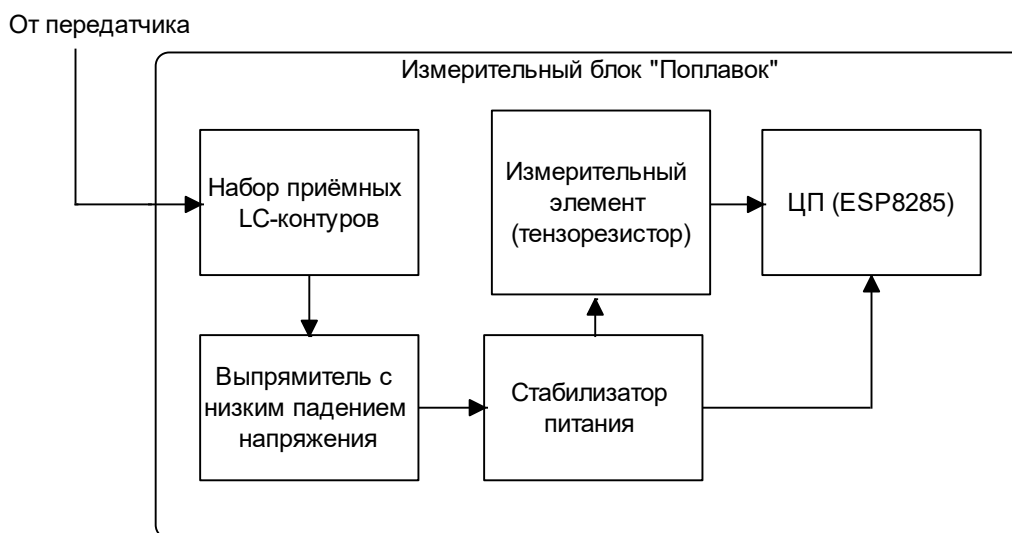 От передатчика
Измерительный блок "Поплавок"
Набор приёмных
LC-контуров
Измерительный
элемент
(тензорезистор)
ЦП (ESP8285)
Выпрямитель с
низким падением
напряжения
Стабилизатор
питания